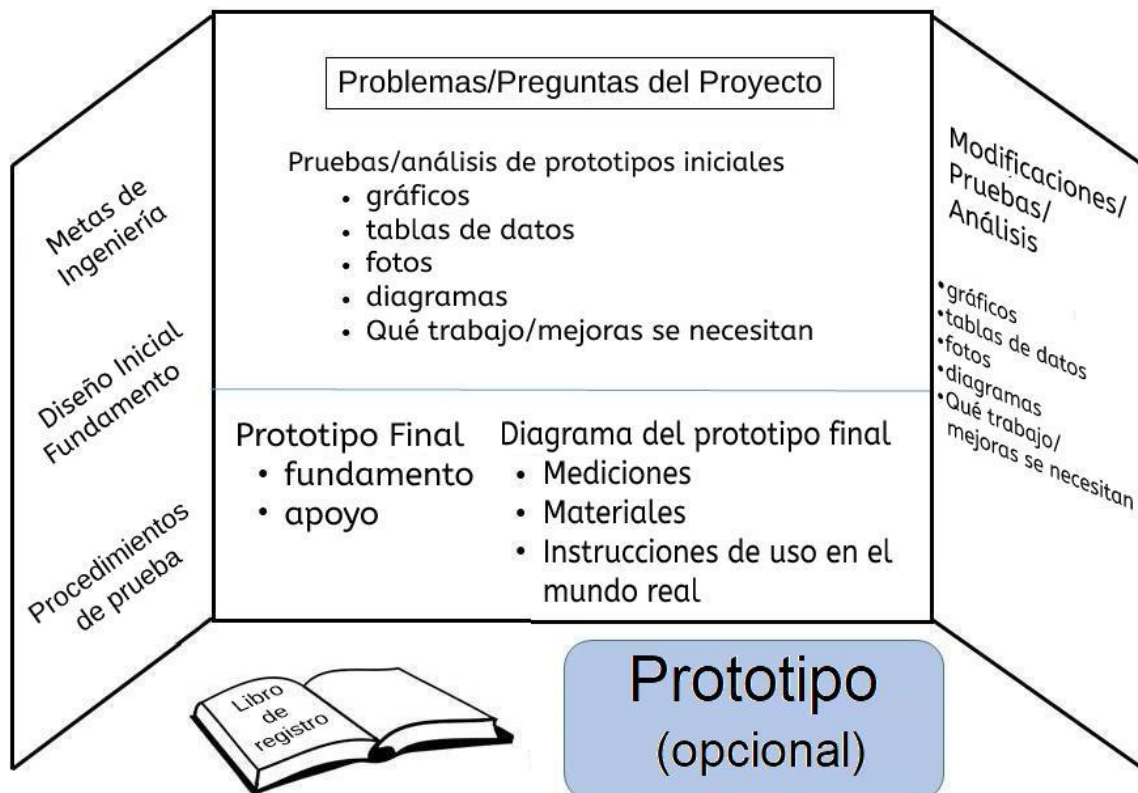 Problemas/Preguntas del Proyecto
Metas de
Ingeniería
Diseño Inicial
Fundamento
Procedimientos
de prueba
Pruebas/análisis de prototipos iniciales
• gráficos
• tablas de datos
• fotos
• diagramas
• Qué trabajo/mejoras se necesitan
Prototipo Final
• fundamento
• apoyo
Diagrama del prototipo final
• Mediciones
• Materiales
• Instrucciones de uso en el
mundo real
Modificaciones/
Pruebas/
Análisis
•gráficos
•tablas de datos
•fotos
•diagramas
•Qué trabajo/
mejoras se necesitan
Libro
de
registro
Prototipo
(opcional)